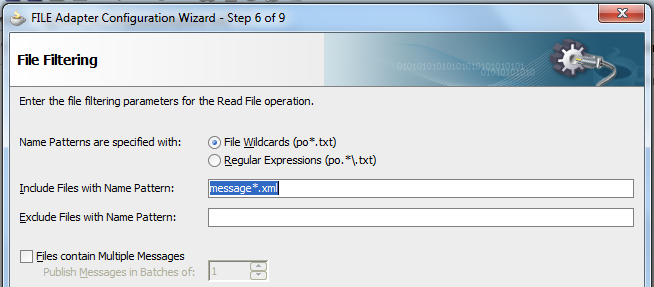 FILE Adapter Configuration Wizard - Step 6 of 9
File Filtering
Enter the file filtering parameters for the Read File operation.
Name Patterns are specified with:
File Wildcards (po*.txt)
Regular Expressions (po.*\.txt)
Include Files with Name Pattern:
message*.xml
Exclude Files with Name Pattern:
Files contain Multiple Messages
Publish Messages in Batches of:
1